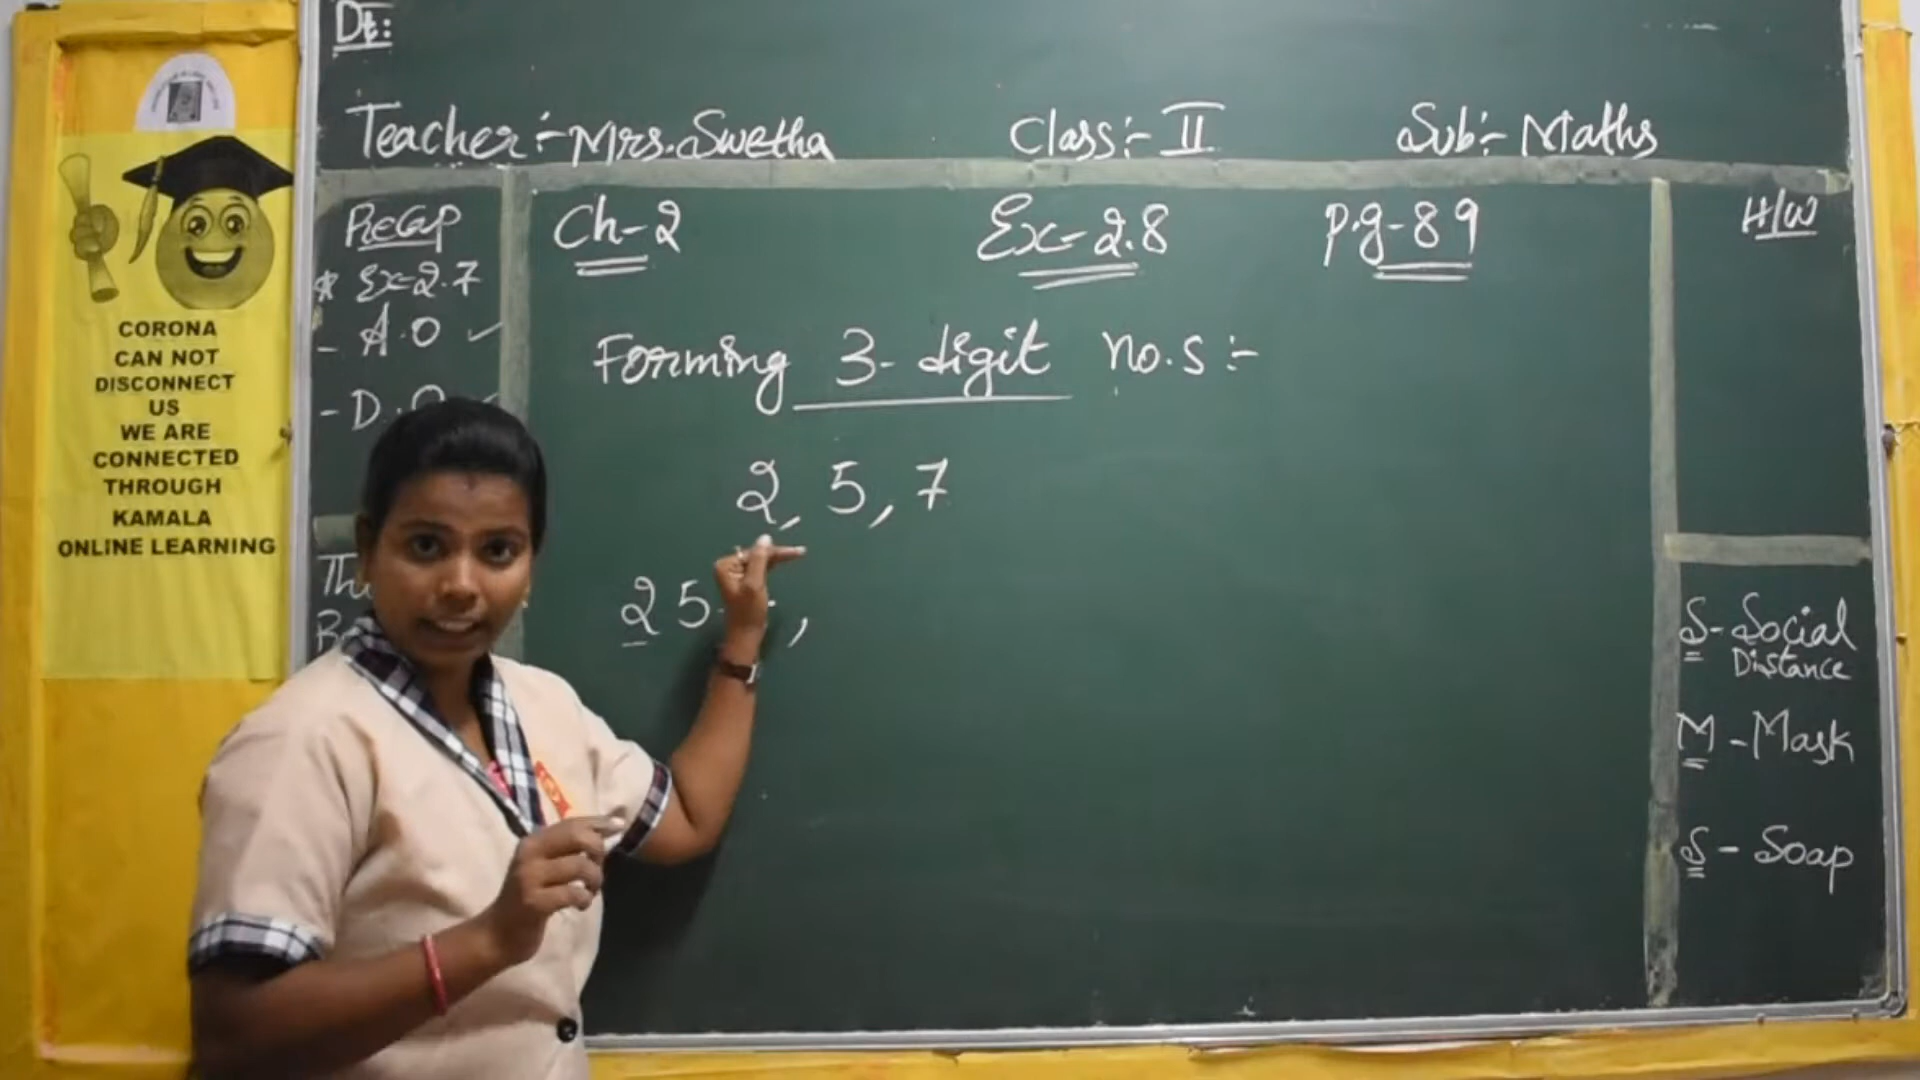 Dt:
Teacher:- Mrs. Swetha
Class:- II
Sub:- Maths
CORONA
CAN NOT
DISCONNECT
US
WE ARE
CONNECTED
THROUGH
KAMALA
ONLINE LEARNING
Recap
* Ex-2.7
- A.O ✓
- D.O
Ch-2
Ex-2.8
P.g-89
Forming 3-digit no.s:-
2, 5, 7
25
,
H/W
S- Social
Distance
M - Mask
S - Soap